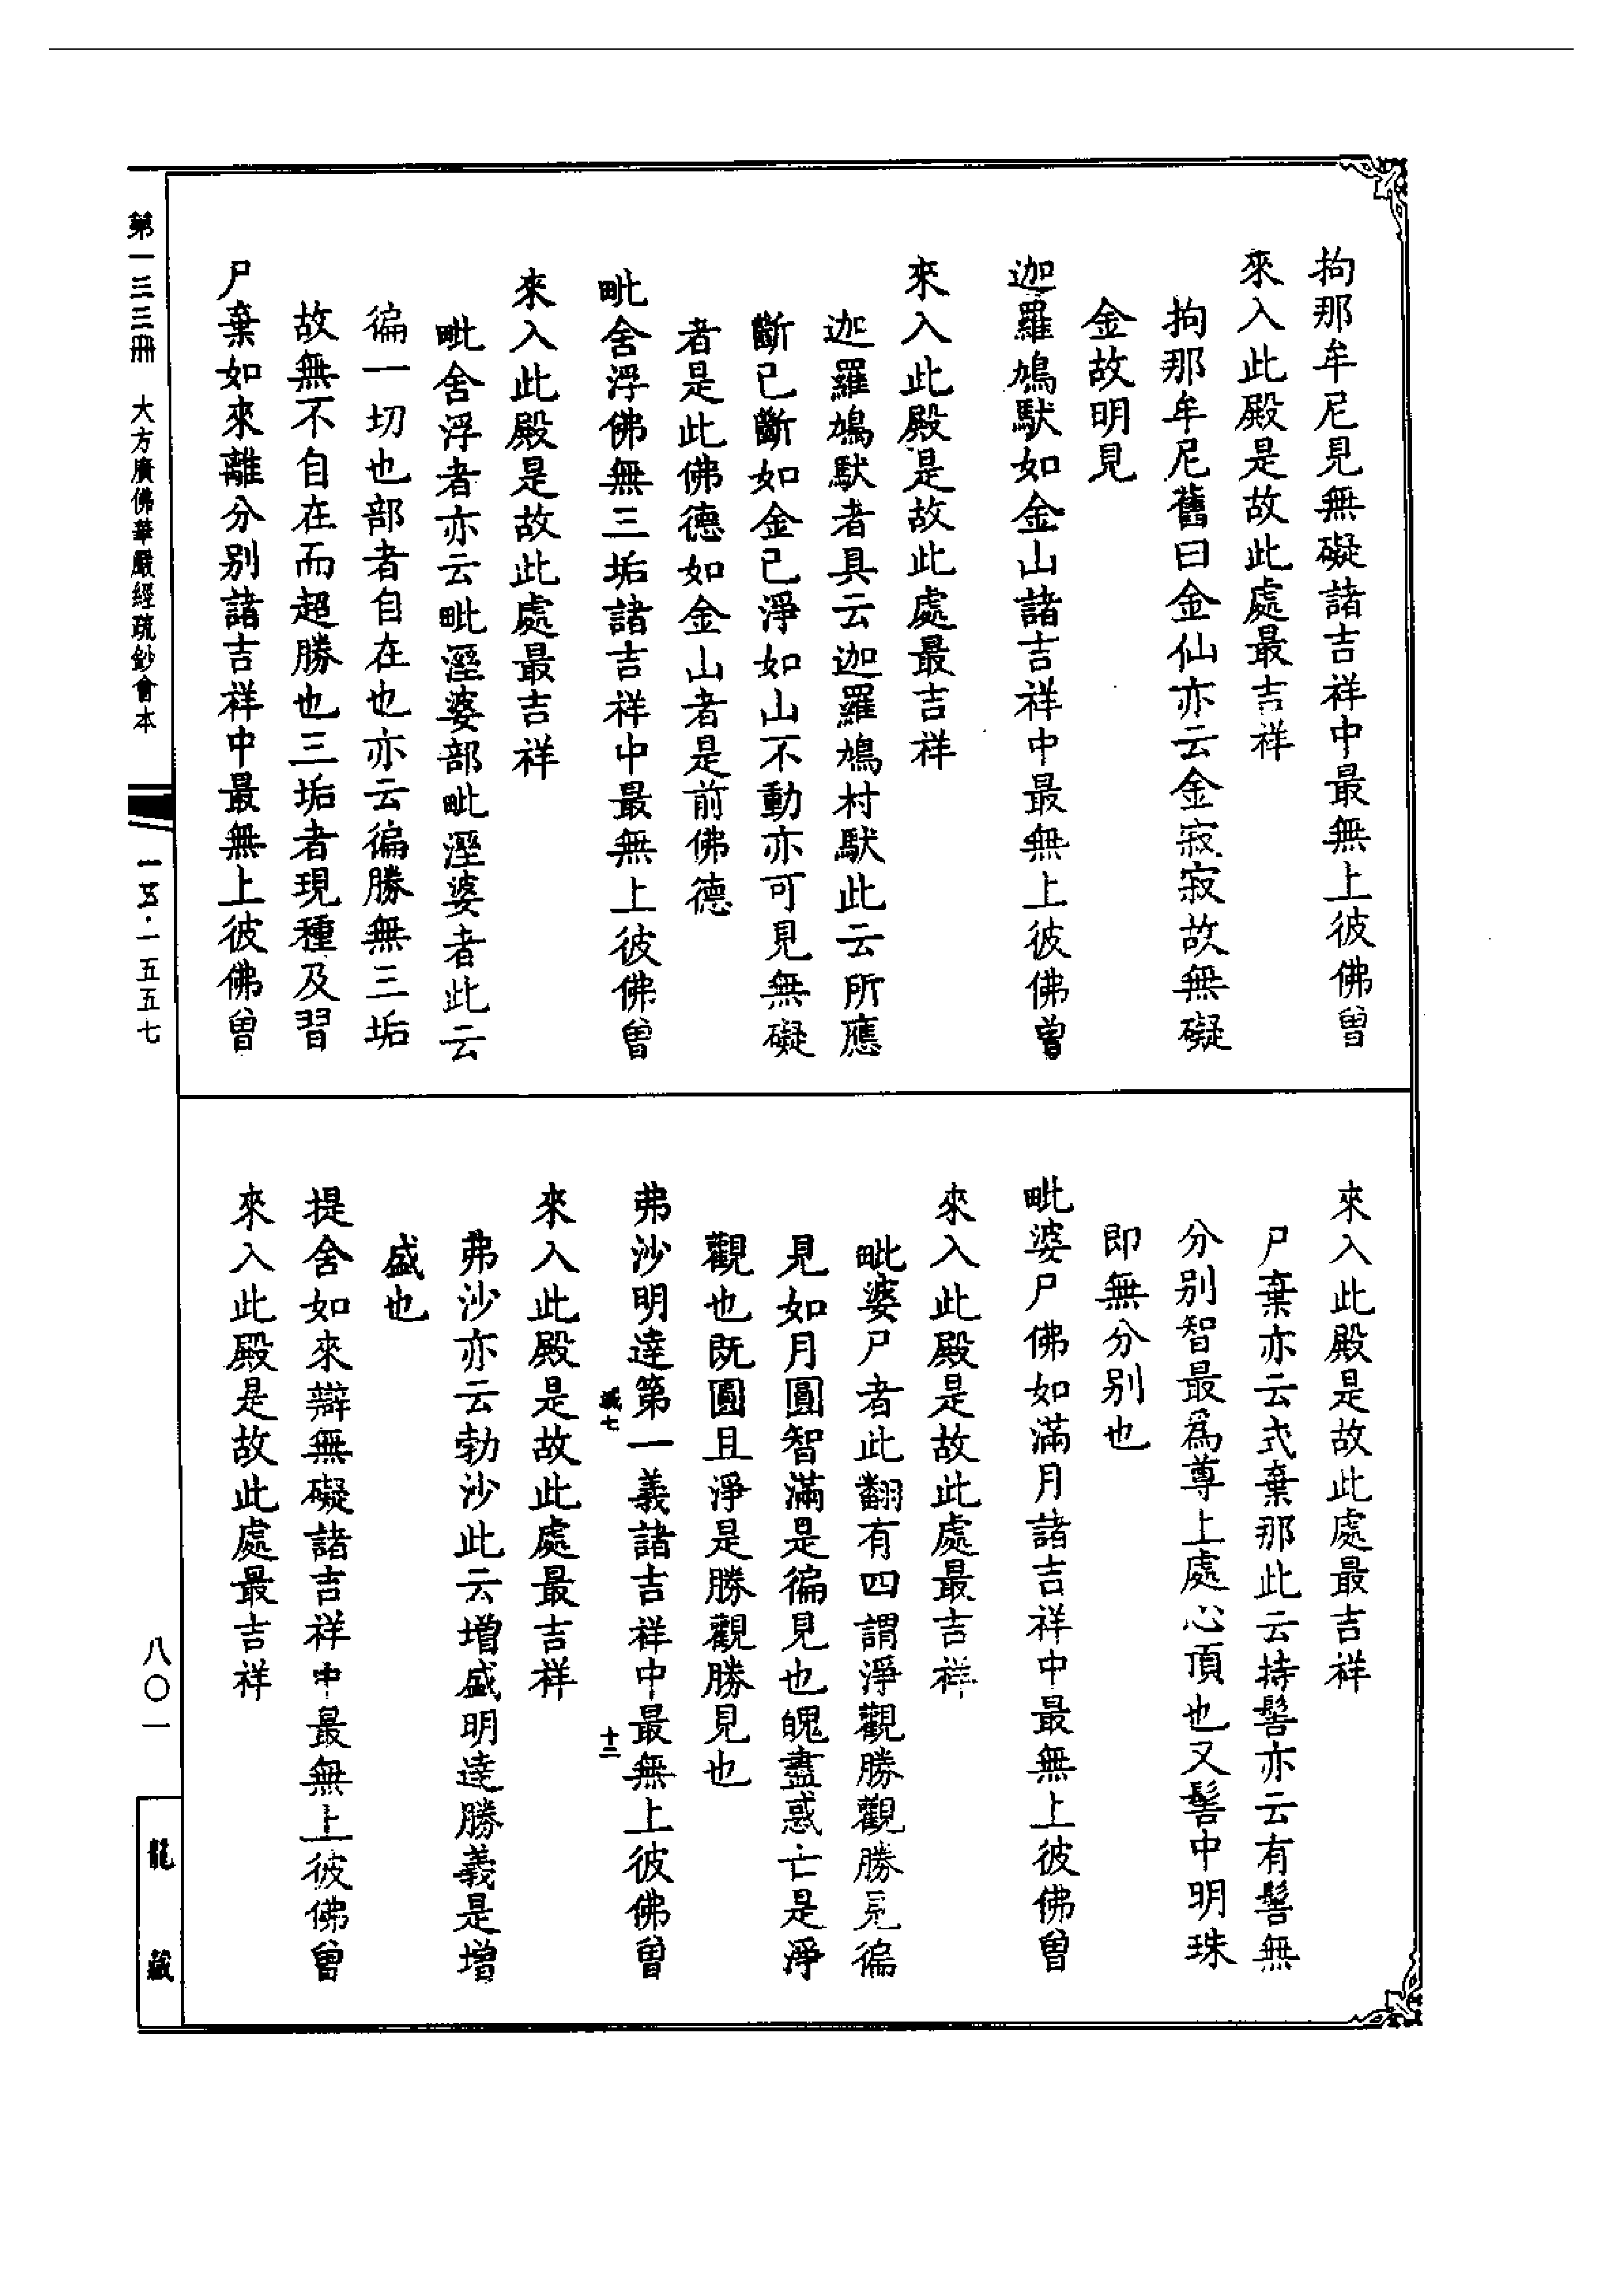 拘那牟尼見無礙諸吉祥中最無上彼佛曾
來入此殿是故此處最吉祥
拘那牟尼舊曰金仙亦云金寂寂故無礙
金故明見
迦羅鳩馱如金山諸吉祥中最無上彼佛曾
來入此殿是故此處最吉祥
迦羅鳩馱者具云迦羅鳩村馱此云所應
斷已斷如金已淨如山不動亦可見無礙
者是此佛德如金山者是前佛德
毗舍浮佛無三垢諸吉祥中最無上彼佛曾
來入此殿是故此處最吉祥
毗舍浮者亦云毗溼婆部毗溼婆者此云
徧一切也部者自在也亦云徧勝無三垢
故無不自在而超勝也三垢者現種及習
尸棄如來離分別諸吉祥中最無上彼佛曾
來入此殿是故此處最吉祥
尸棄亦云式棄那此云持髻亦云有髻無
分別智最為尊上處心頂也又髻中明珠
即無分別也
毗婆尸佛如滿月諸吉祥中最無上彼佛曾
來入此殿是故此處最吉祥
毗婆尸者此翻有四謂淨觀勝觀勝見徧
見如月圓智滿是徧見也魄盡惑亡是淨
觀也既圓且淨是勝觀勝見也
弗沙明達第一義諸吉祥中最無上彼佛曾
來入此殿是故此處最吉祥
弗沙亦云勃沙此云增盛明達勝義是增
盛也
提舍如來辯無礙諸吉祥中最無上彼佛曾
來入此殿是故此處最吉祥
七
十三
第一三三冊 大方廣佛華嚴經疏鈔會本
一五五七
八〇一
龍藏